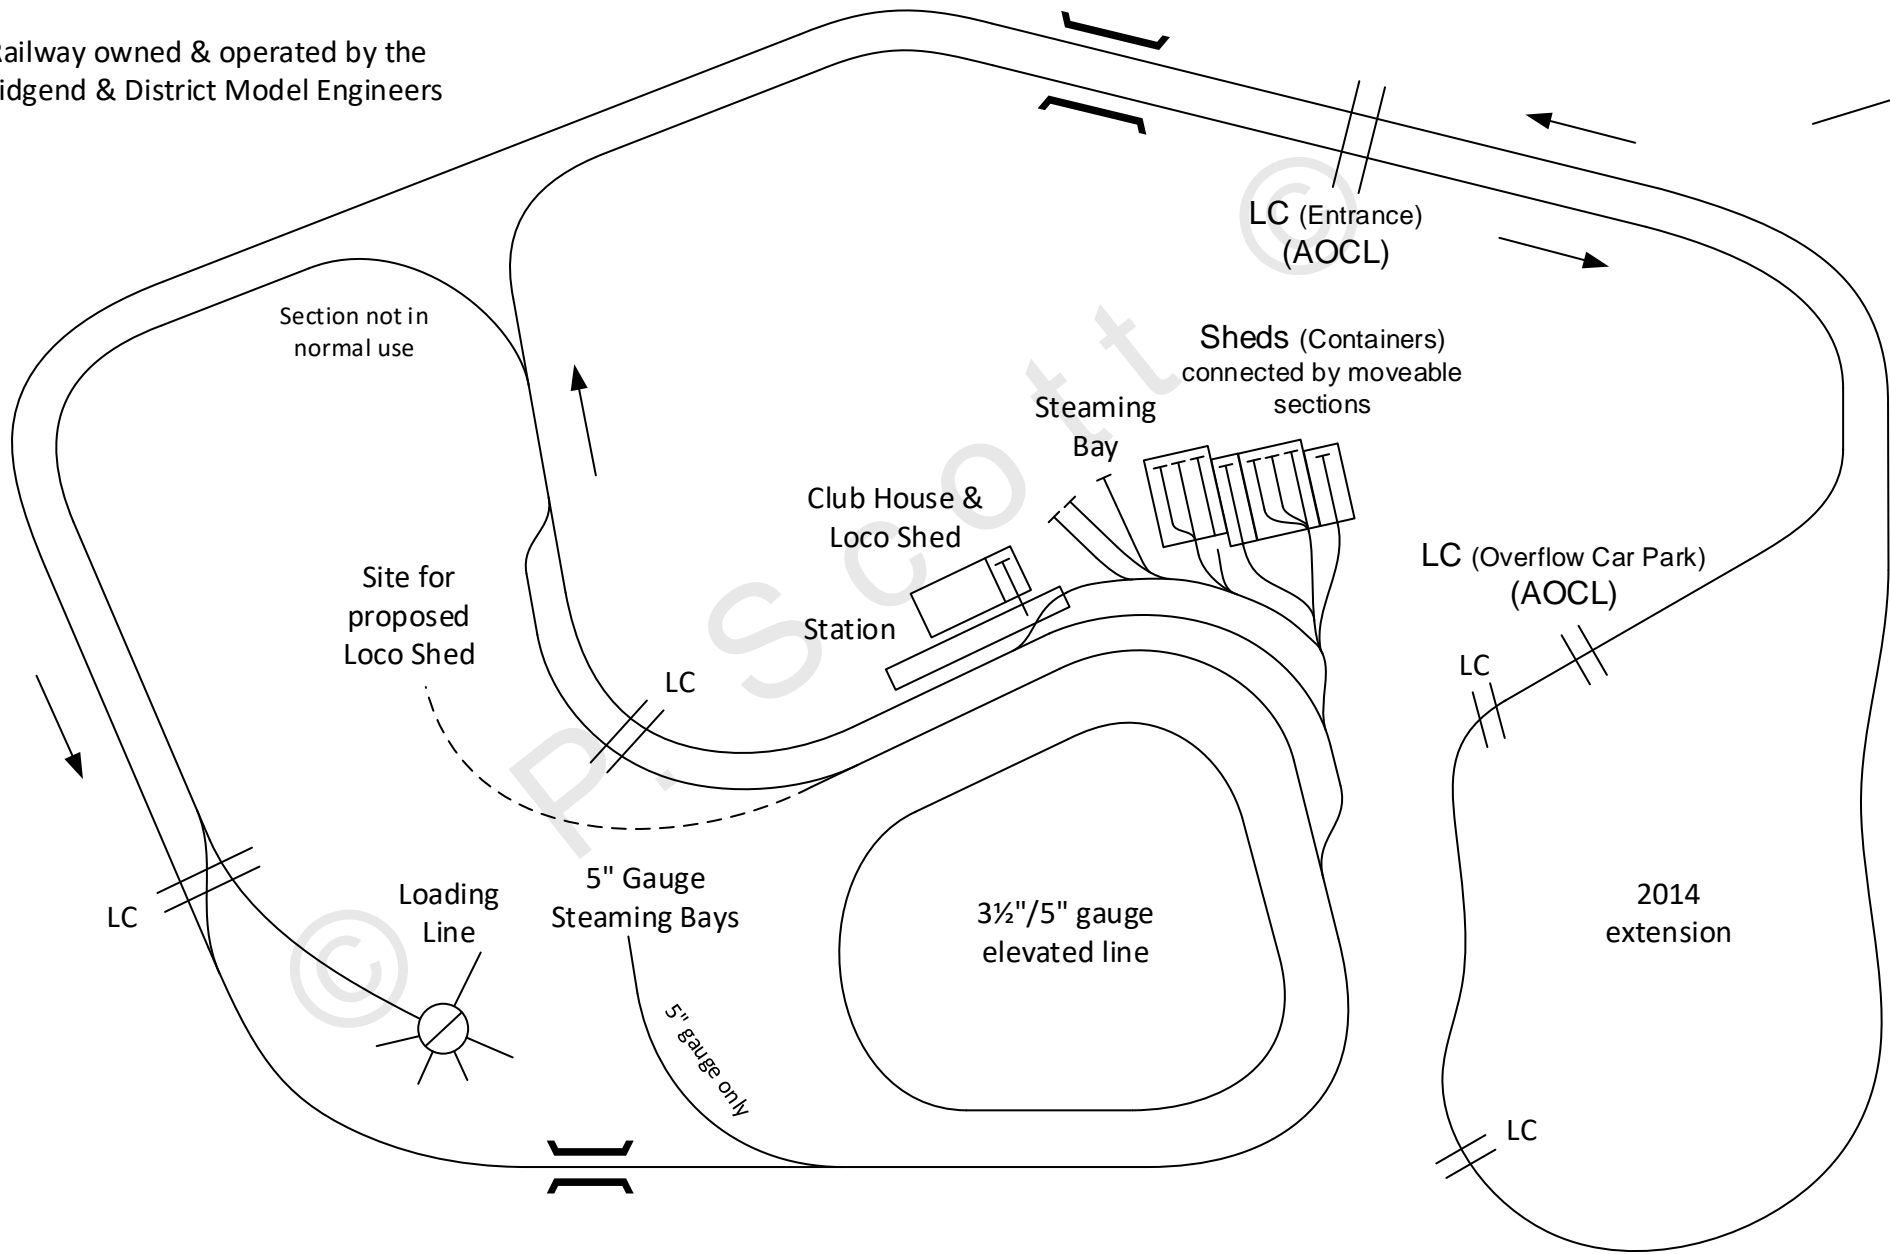 Railway owned & operated by the
idgend & District Model Engineers
LC (Entrance)
(AOCL)
Section not in
normal use
Sheds (Containers)
connected by moveable
sections
Steaming
Bay
Club House &
Loco Shed
LC (Overflow Car Park)
(AOCL)
Site for
proposed
Loco Shed
Station
LC
LC
5" Gauge
Steaming Bays
Loading
Line
LC
3½"/5" gauge
elevated line
2014
extension
5" gauge only
LC
© P. Scott ©